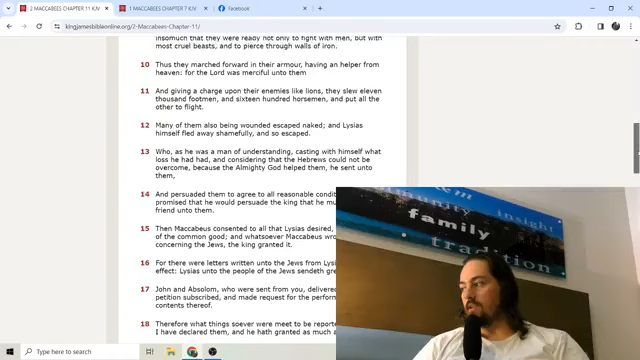 2 MACCABEES CHAPTER 11 KJV
1 MACCABEES CHAPTER 7 KJV
Facebook
kingjamesbibleonline.org/2-Maccabees-Chapter-11/
insomuch that they were ready not only to fight with men, but with
most cruel beasts, and to pierce through walls of iron.
10 Thus they marched forward in their armour, having an helper from
heaven: for the Lord was merciful unto them
11 And giving a charge upon their enemies like lions, they slew eleven
thousand footmen, and sixteen hundred horsemen, and put all the
other to flight.
12 Many of them also being wounded escaped naked; and Lysias
himself fled away shamefully, and so escaped.
13 Who, as he was a man of understanding, casting with himself what
loss he had had, and considering that the Hebrews could not be
overcome, because the Almighty God helped them, he sent unto
them,
14 And persuaded them to agree to all reasonable condit
promised that he would persuade the king that he mu
friend unto them.
15 Then Maccabeus consented to all that Lysias desired,
of the common good; and whatsoever Maccabeus wro
concerning the Jews, the king granted it.
16 For there were letters written unto the Jews from Lysi
effect: Lysias unto the people of the Jews sendeth gre
17 John and Absolom, who were sent from you, delivered
petition subscribed, and made request for the perform
contents thereof.
18 Therefore what things soever were meet to be reporte
I have declared them, and he hath granted as much a
community
insight
family
tradition
Type here to search